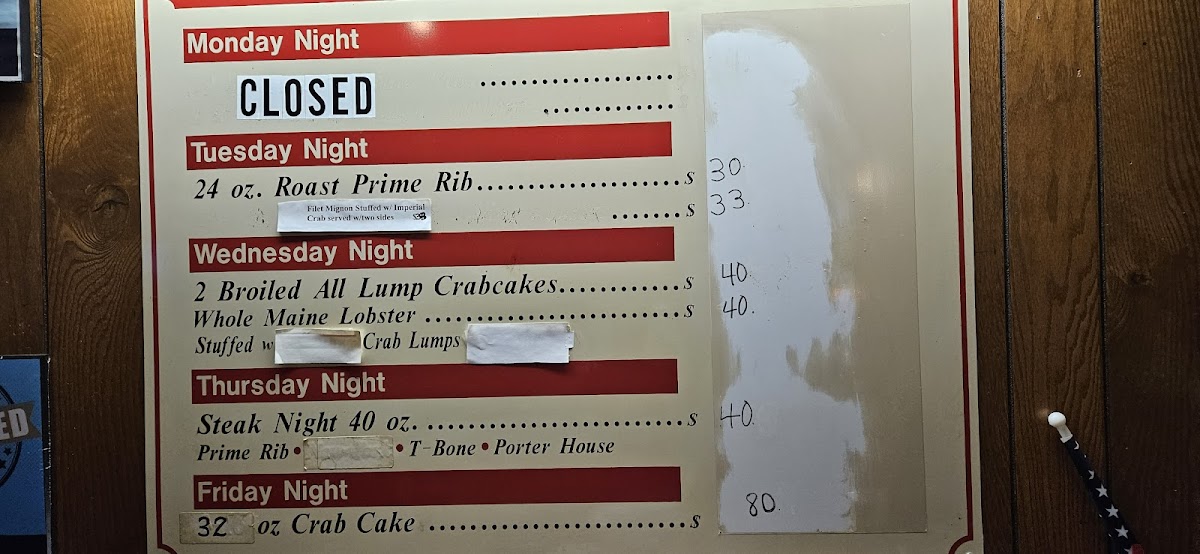 Monday Night
CLOSED ..................
..............
Tuesday Night
24 oz. Roast Prime Rib....................$ 30.
Filet Mignon Stuffed w/ Imperial
Crab served w/two sides 33 .......$ 33.
Wednesday Night
2 Broiled All Lump Crabcakes............$ 40.
Whole Maine Lobster ..........................$ 40.
Stuffed w Crab Lumps
Thursday Night
Steak Night 40 oz. ..........................$ 40.
Prime Rib • • T-Bone • Porter House
Friday Night
32 oz Crab Cake ..........................$ 80.
ED